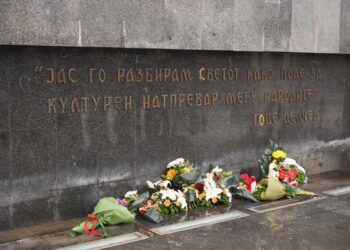 "ЈАС ГО РАЗБИРАМ СВЕТОТ КАКО ПОЛЕ ЗА
КУЛТУРЕН НАТПРЕВАР МЕЃУ НАРОДИТЕ
ГОЦЕ ДЕЛЧЕВ